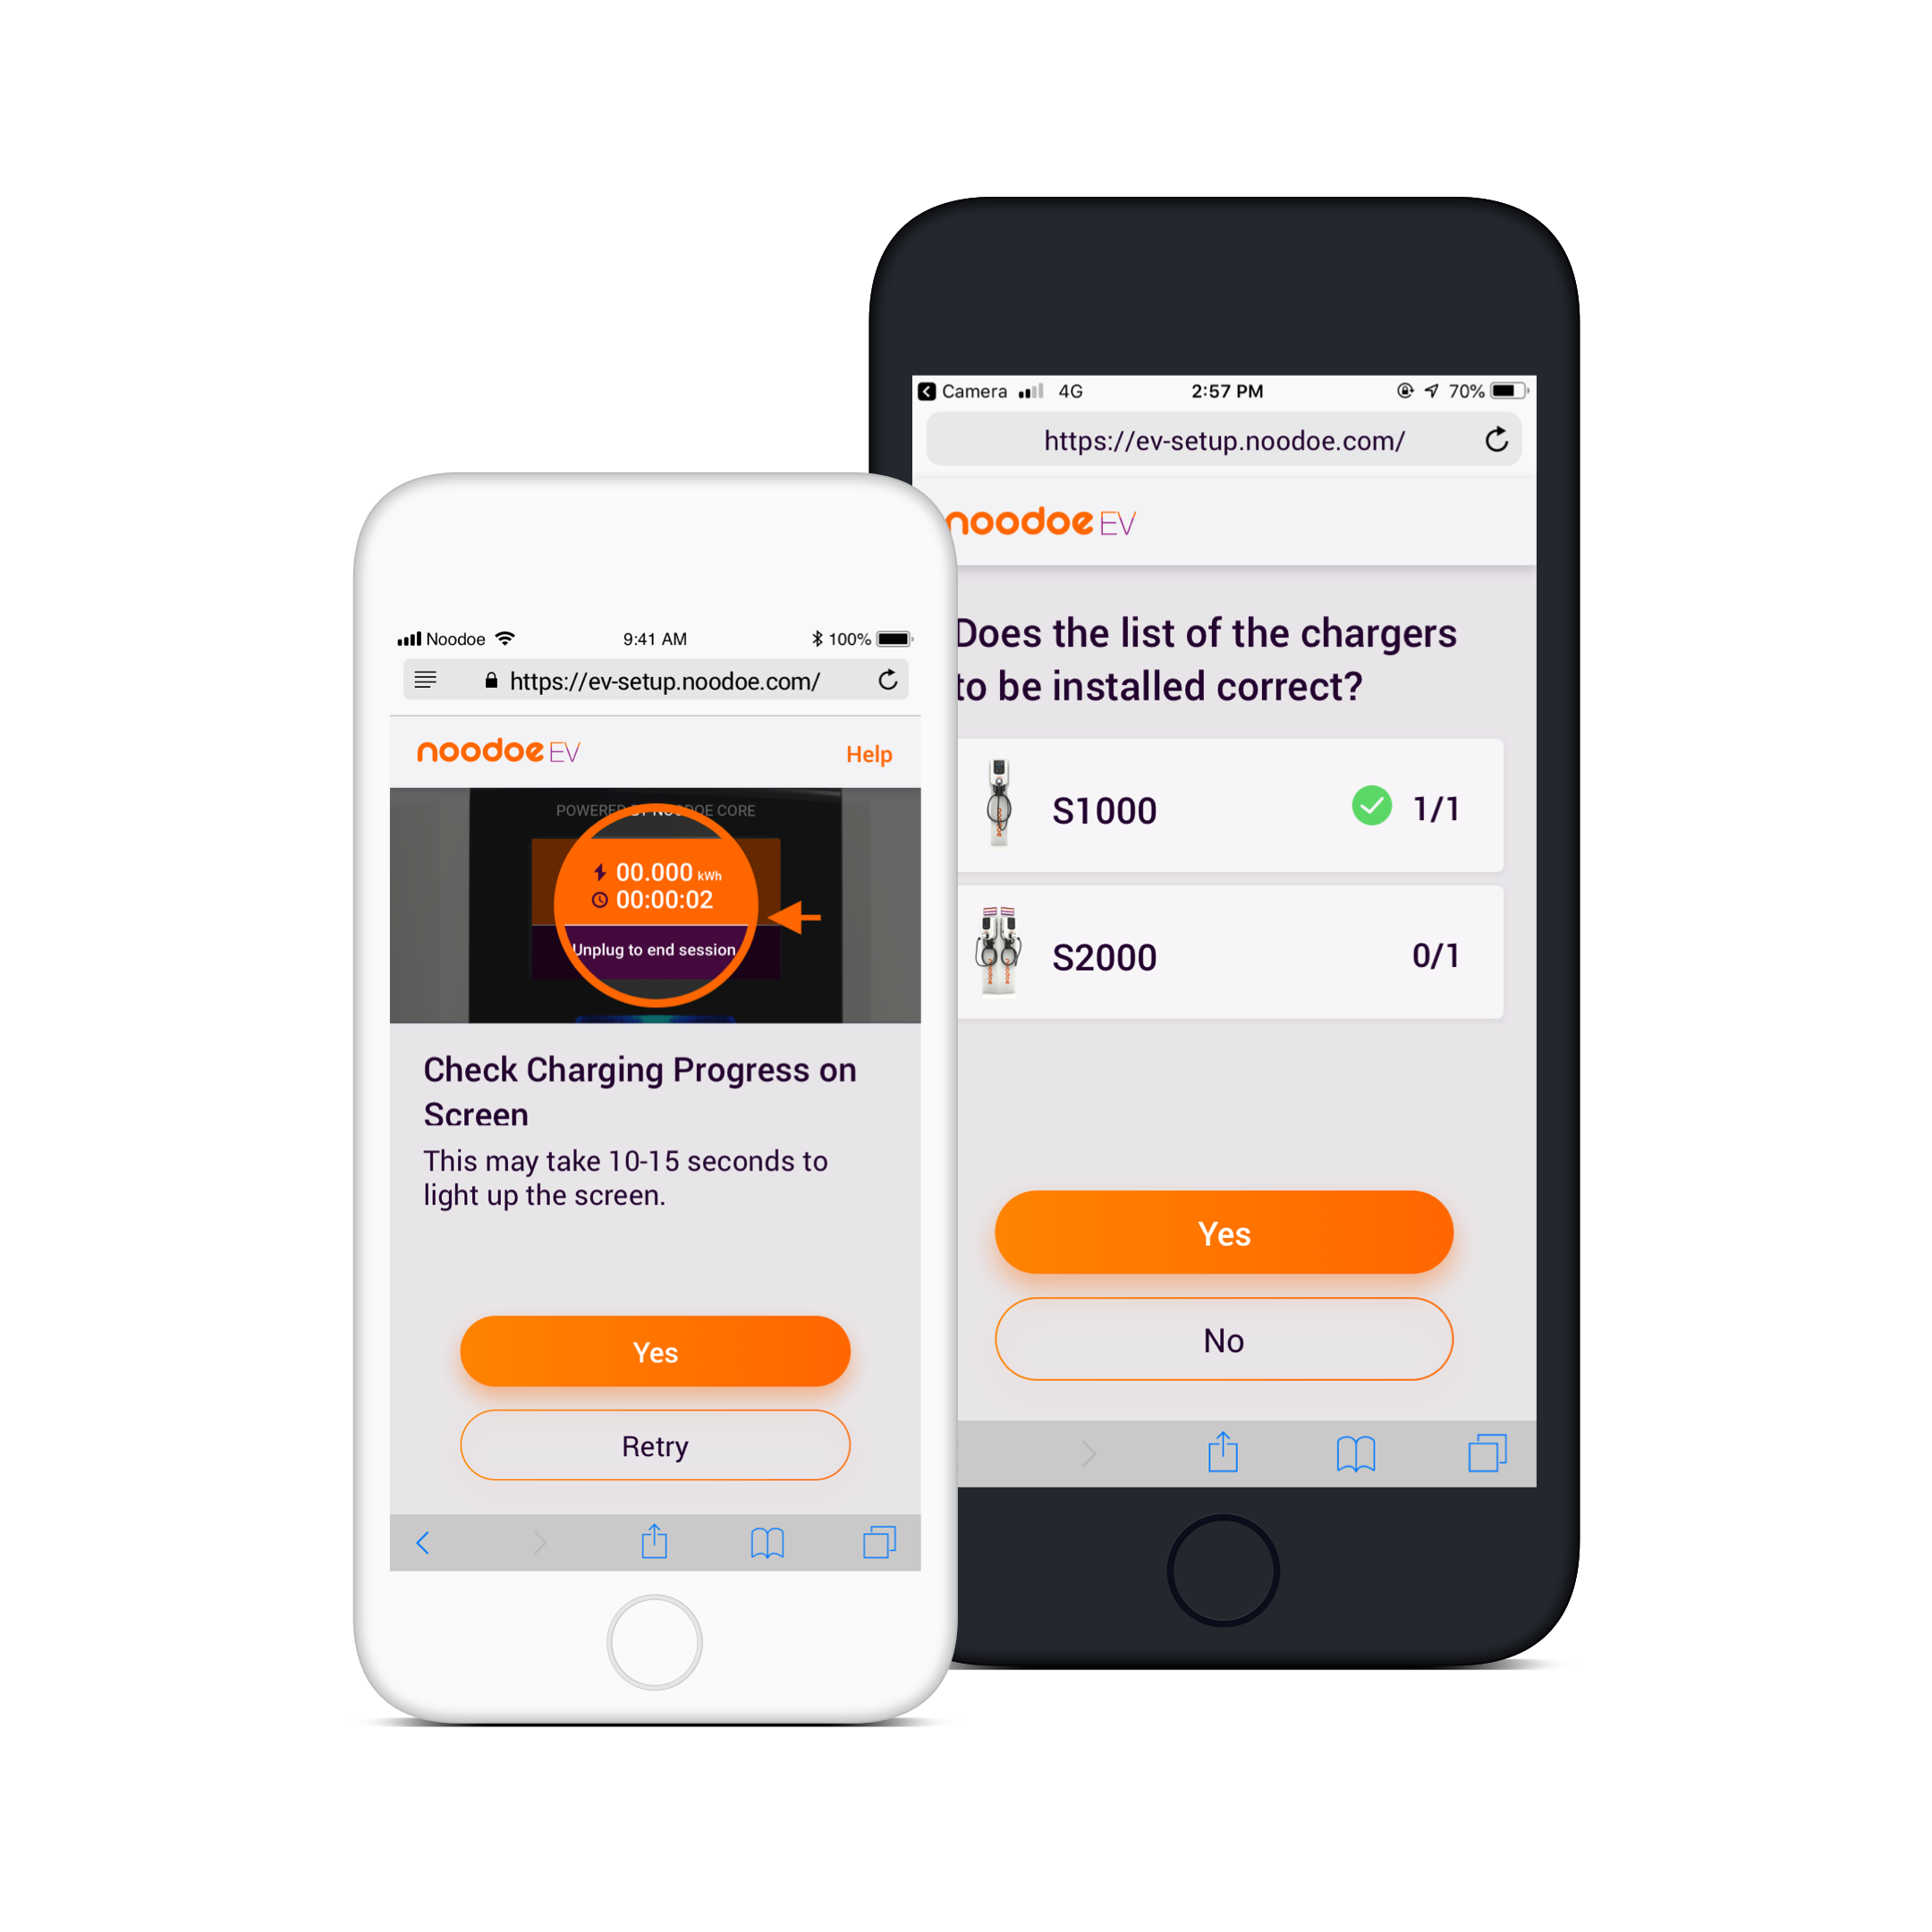 Noodoe 9:41 AM 100%
https://ev-setup.noodoe.com/
noodoe EV Help
POWERED BY NOODOE CORE
00.000 kWh
00:00:02
Unplug to end session
Check Charging Progress on
Screen
This may take 10-15 seconds to
light up the screen.
Yes
Retry
Camera 4G 2:57 PM 70%
https://ev-setup.noodoe.com/
noodoe EV
Does the list of the chargers
to be installed correct?
S1000 1/1
S2000 0/1
Yes
No